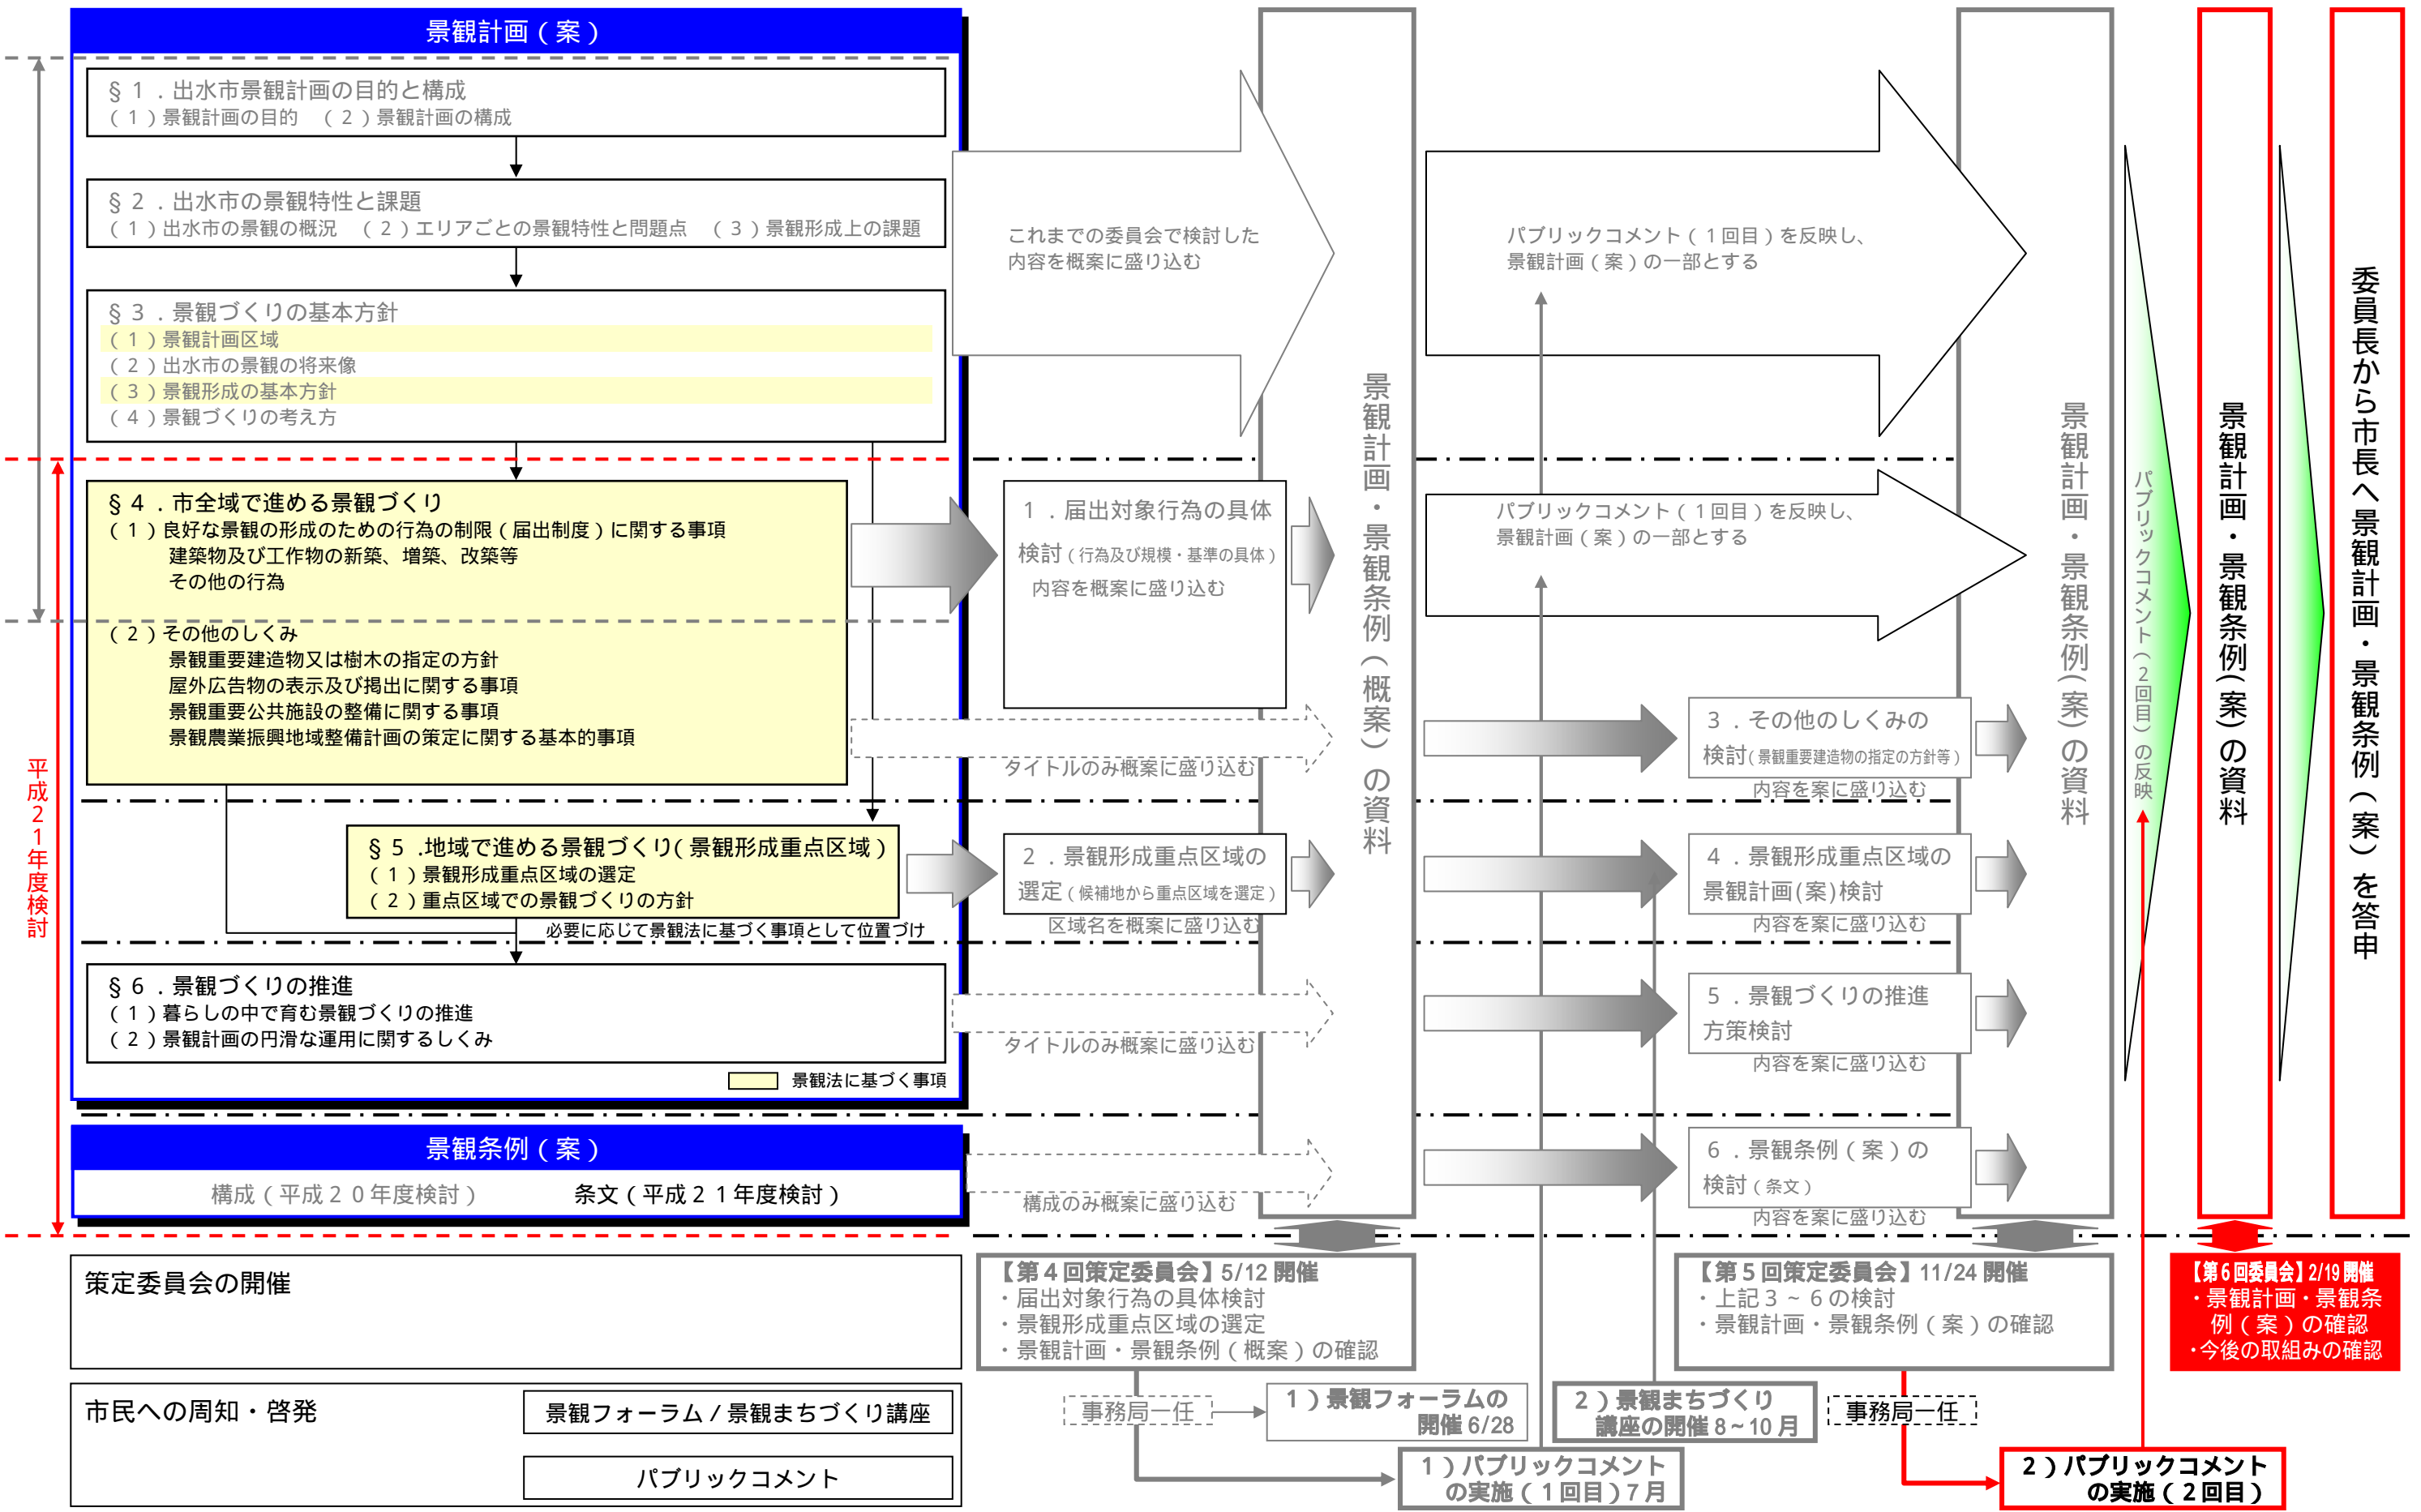 景観計画（案）
§１．出水市景観計画の目的と構成
（１）景観計画の目的　（２）景観計画の構成
§２．出水市の景観特性と課題
（１）出水市の景観の概況　（２）エリアごとの景観特性と問題点　（３）景観形成上の課題
§３．景観づくりの基本方針
（１）景観計画区域
（２）出水市の景観の将来像
（３）景観形成の基本方針
（４）景観づくりの考え方
§４．市全域で進める景観づくり
（１）良好な景観の形成のための行為の制限（届出制度）に関する事項
建築物及び工作物の新築、増築、改築等
その他の行為
（２）その他のしくみ
景観重要建造物又は樹木の指定の方針
屋外広告物の表示及び掲出に関する事項
景観重要公共施設の整備に関する事項
景観農業振興地域整備計画の策定に関する基本的事項
§５.地域で進める景観づくり(景観形成重点区域)
（１）景観形成重点区域の選定
（２）重点区域での景観づくりの方針
必要に応じて景観法に基づく事項として位置づけ
§６．景観づくりの推進
（１）暮らしの中で育む景観づくりの推進
（２）景観計画の円滑な運用に関するしくみ
景観法に基づく事項
平成２１年度検討
景観条例（案）
構成（平成２０年度検討）　条文（平成２１年度検討）
これまでの委員会で検討した
内容を概案に盛り込む
１．届出対象行為の具体
検討（行為及び規模・基準の具体）
内容を概案に盛り込む
タイトルのみ概案に盛り込む
２．景観形成重点区域の
選定（候補地から重点区域を選定）
区域名を概案に盛り込む
タイトルのみ概案に盛り込む
構成のみ概案に盛り込む
景観計画・景観条例（概案）の資料
パブリックコメント（１回目）を反映し、
景観計画（案）の一部とする
パブリックコメント（１回目）を反映し、
景観計画（案）の一部とする
３．その他のしくみの
検討（景観重要建造物の指定の方針等）
内容を案に盛り込む
４．景観形成重点区域の
景観計画(案)検討
内容を案に盛り込む
５．景観づくりの推進
方策検討
内容を案に盛り込む
６．景観条例（案）の
検討（条文）
内容を案に盛り込む
景観計画・景観条例(案)の資料
パブリックコメント（2回目）の反映
景観計画・景観条例(案)の資料
委員長から市長へ景観計画・景観条例（案）を答申
策定委員会の開催
【第４回策定委員会】5/12 開催
・届出対象行為の具体検討
・景観形成重点区域の選定
・景観計画・景観条例（概案）の確認
【第５回策定委員会】11/24 開催
・上記３～６の検討
・景観計画・景観条例（案）の確認
【第６回委員会】2/19 開催
・景観計画・景観条
例（案）の確認
・今後の取組みの確認
市民への周知・啓発
景観フォーラム / 景観まちづくり講座
パブリックコメント
事務局一任
１）景観フォーラムの
開催 6/28
２）景観まちづくり
講座の開催 8～10 月
事務局一任
１）パブリックコメント
の実施（１回目）７月
２）パブリックコメント
の実施（２回目）